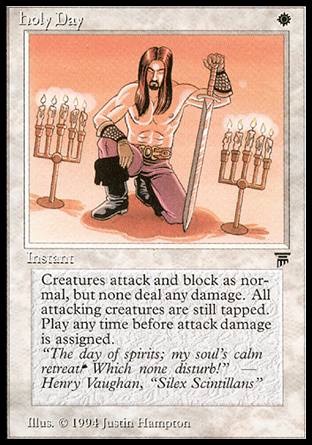 Holy Day
Instant
Creatures attack and block as nor-
mal, but none deal any damage. All
attacking creatures are still tapped.
Play any time before attack damage
is assigned.
"The day of spirits; my soul's calm
retreat Which none disturb!" —
Henry Vaughan, "Silex Scintillans"
Illus. © 1994 Justin Hampton